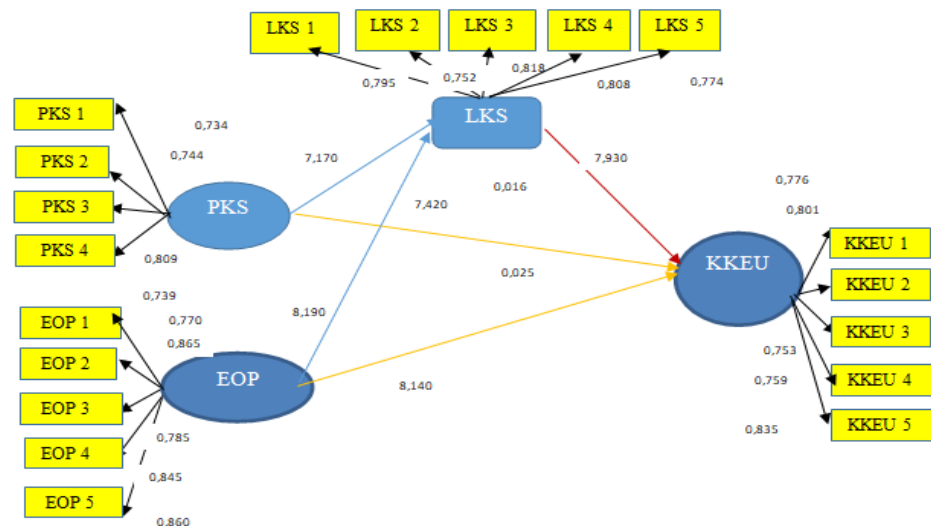 LKS 1
LKS 2
LKS 3
LKS 4
LKS 5
0,795
0,752
0,818
0,808
0,774
LKS
PKS 1
PKS 2
PKS 3
PKS 4
0,734
0,744
0,809
PKS
7,170
7,420
0,016
7,930
0,025
8,190
8,140
0,739
0,770
0,865
EOP 1
EOP 2
EOP 3
EOP 4
EOP 5
EOP
0,785
0,845
0,860
0,776
0,801
KKEU
KKEU 1
KKEU 2
KKEU 3
KKEU 4
KKEU 5
0,753
0,759
0,835